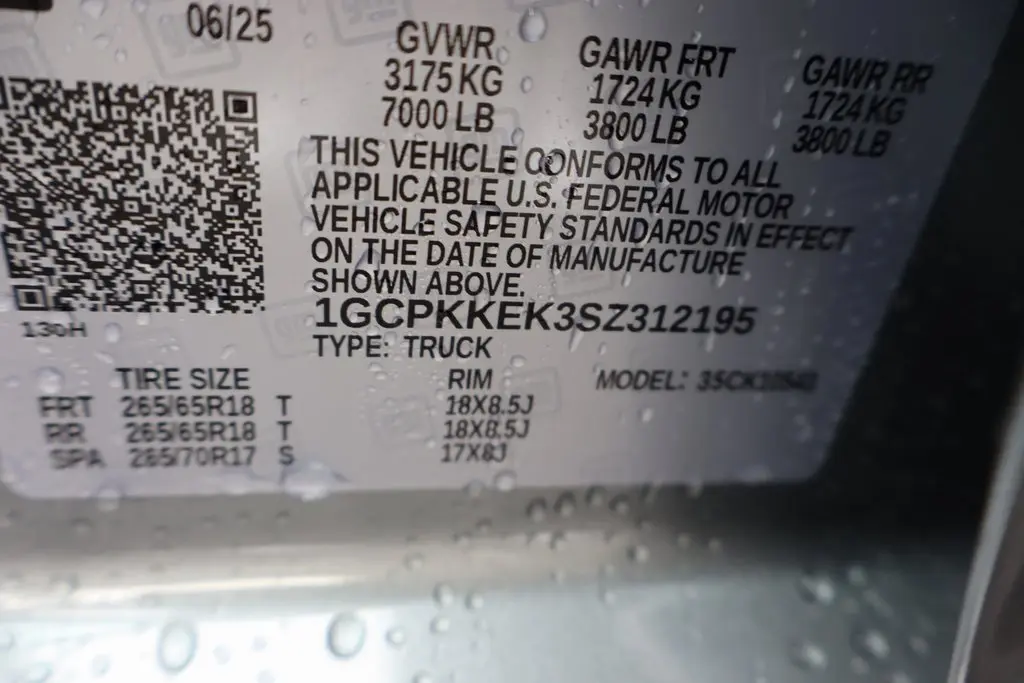 06/25
GVWR GAWR FRT GAWR RR
3175 KG 1724 KG 1724 KG
7000 LB 3800 LB 3800 LB
THIS VEHICLE CONFORMS TO ALL
APPLICABLE U.S. FEDERAL MOTOR
VEHICLE SAFETY STANDARDS IN EFFECT
ON THE DATE OF MANUFACTURE
SHOWN ABOVE.
1GCPKKEK3SZ312195
TYPE: TRUCK
TIRE SIZE RIM MODEL:
FRT 265/65R18 T 18X8.5J
RR 265/65R18 T 18X8.5J
SPA 265/70R17 S 17X8J